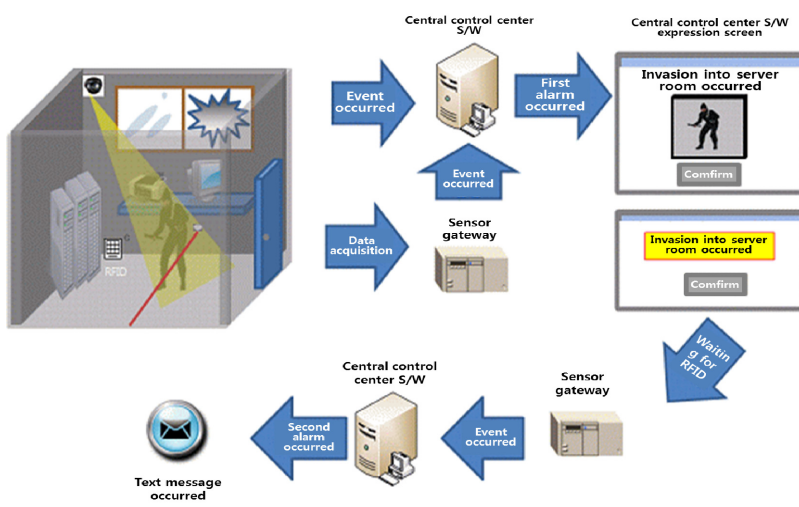 Central control center
S/W
Central control center S/W
expression screen
Event
occurred
First
alarm
occurred
Invasion into server
room occurred
Comfirm
Event
occurred
RFID
Data
acquisition
Sensor
gateway
Invasion into server
room occurred
Comfirm
Waitin
g for
RFID
Central control
center S/W
Sensor
gateway
Second
alarm
occurred
Event
occurred
Text message
occurred